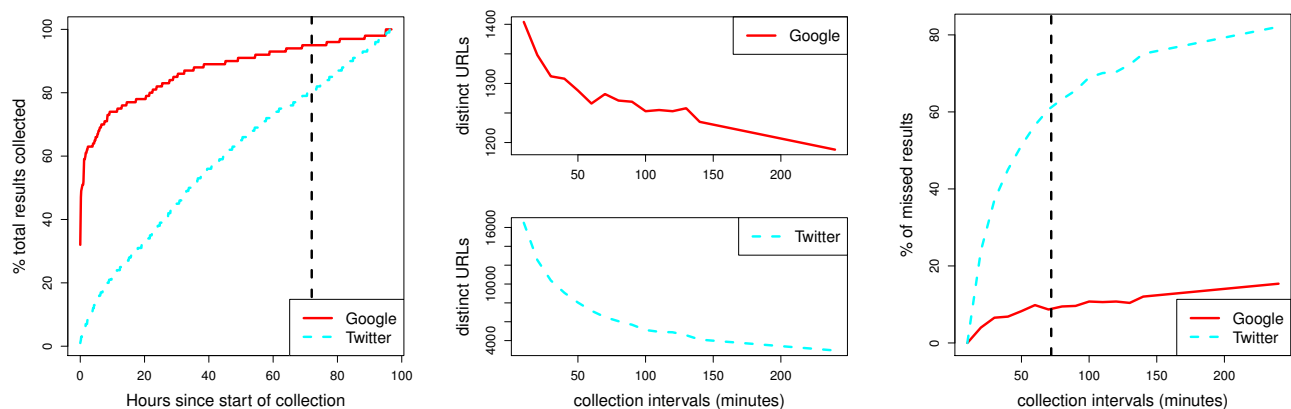 % total results collected
100
80
60
40
20
0
0 20 40 60 80 100
Hours since start of collection
Google
Twitter
distinct URLs
1400
1300
1200
50 100 150 200
Google
distinct URLs
16000
10000
4000
50 100 150 200
collection intervals (minutes)
Twitter
% of missed results
80
60
40
20
0
50 100 150 200
collection intervals (minutes)
Google
Twitter